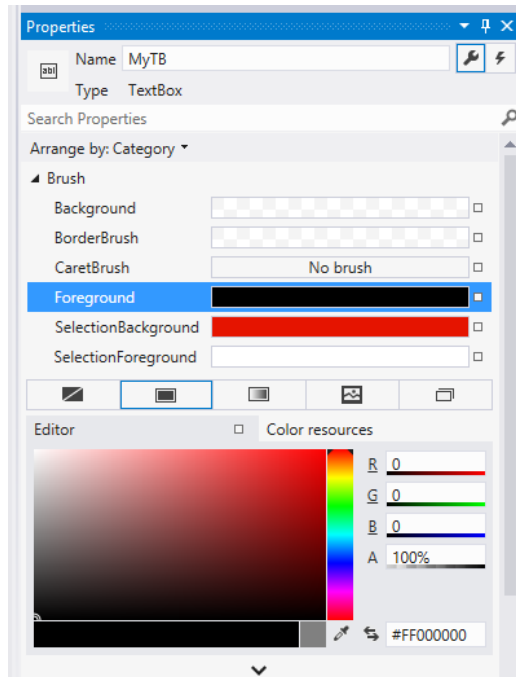 Properties
abl
Name MyTB
Type TextBox
Search Properties
Arrange by: Category
Brush
Background
BorderBrush
CaretBrush No brush
Foreground
SelectionBackground
SelectionForeground
Editor Color resources
R 0
G 0
B 0
A 100%
#FF000000